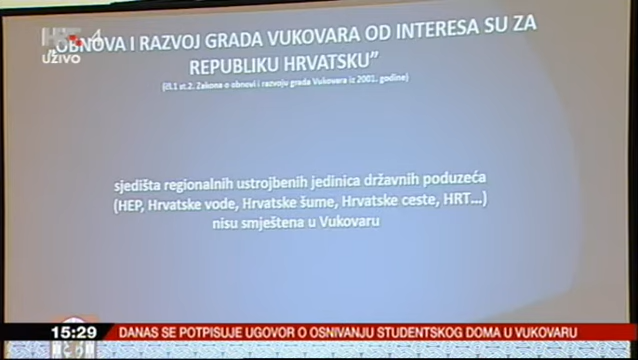 HRT 4
UŽIVO
„OBNOVA I RAZVOJ GRADA VUKOVARA OD INTERESA SU ZA
REPUBLIKU HRVATSKU”
(čl.1 st.2. Zakona o obnovi i razvoju grada Vukovara iz 2001. godine)
sjedišta regionalnih ustrojbenih jedinica državnih poduzeća
(HEP, Hrvatske vode, Hrvatske šume, Hrvatske ceste, HRT...)
nisu smještena u Vukovaru
15:29
DANAS SE POTPISUJE UGOVOR O OSNIVANJU STUDENTSKOG DOMA U VUKOVARU